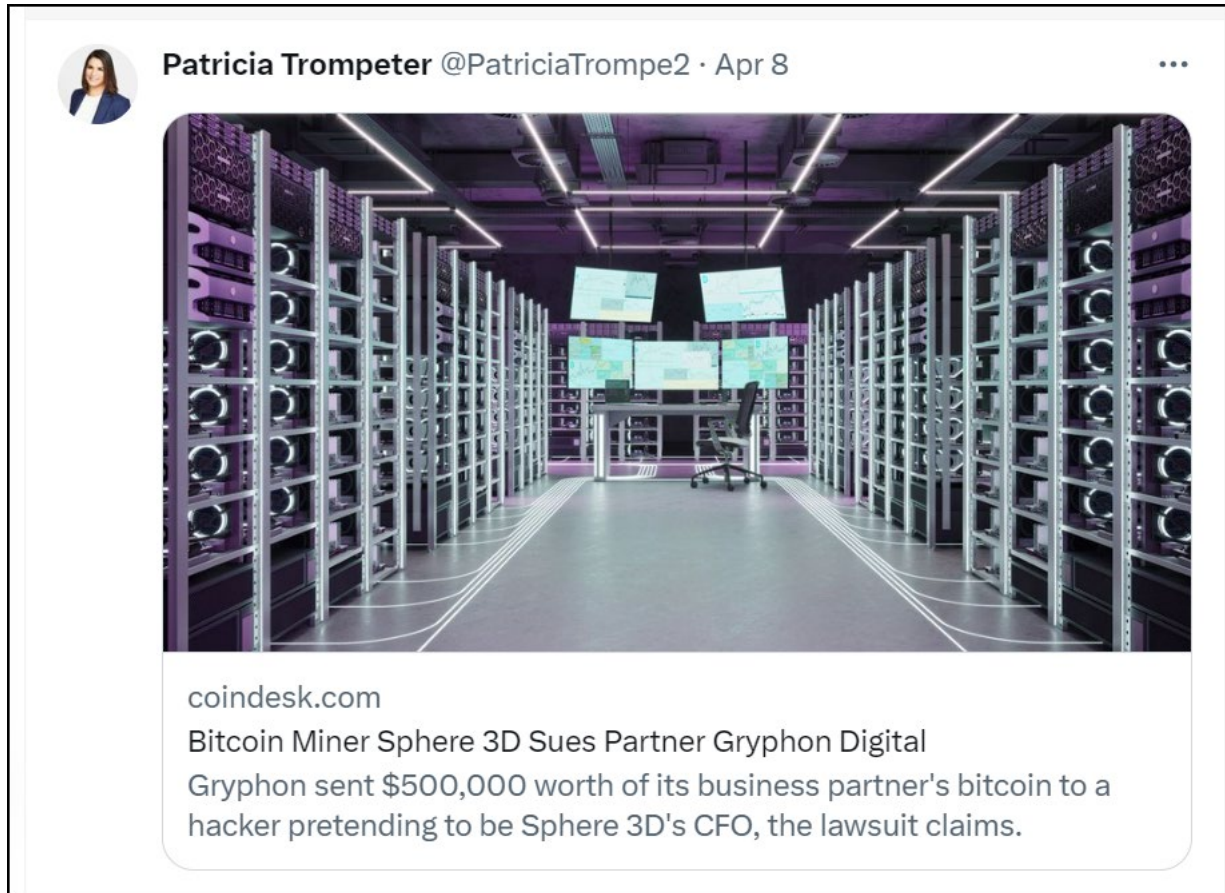 Patricia Trompeter @PatriciaTrompe2 · Apr 8
coindesk.com
Bitcoin Miner Sphere 3D Sues Partner Gryphon Digital
Gryphon sent $500,000 worth of its business partner's bitcoin to a
hacker pretending to be Sphere 3D's CFO, the lawsuit claims.